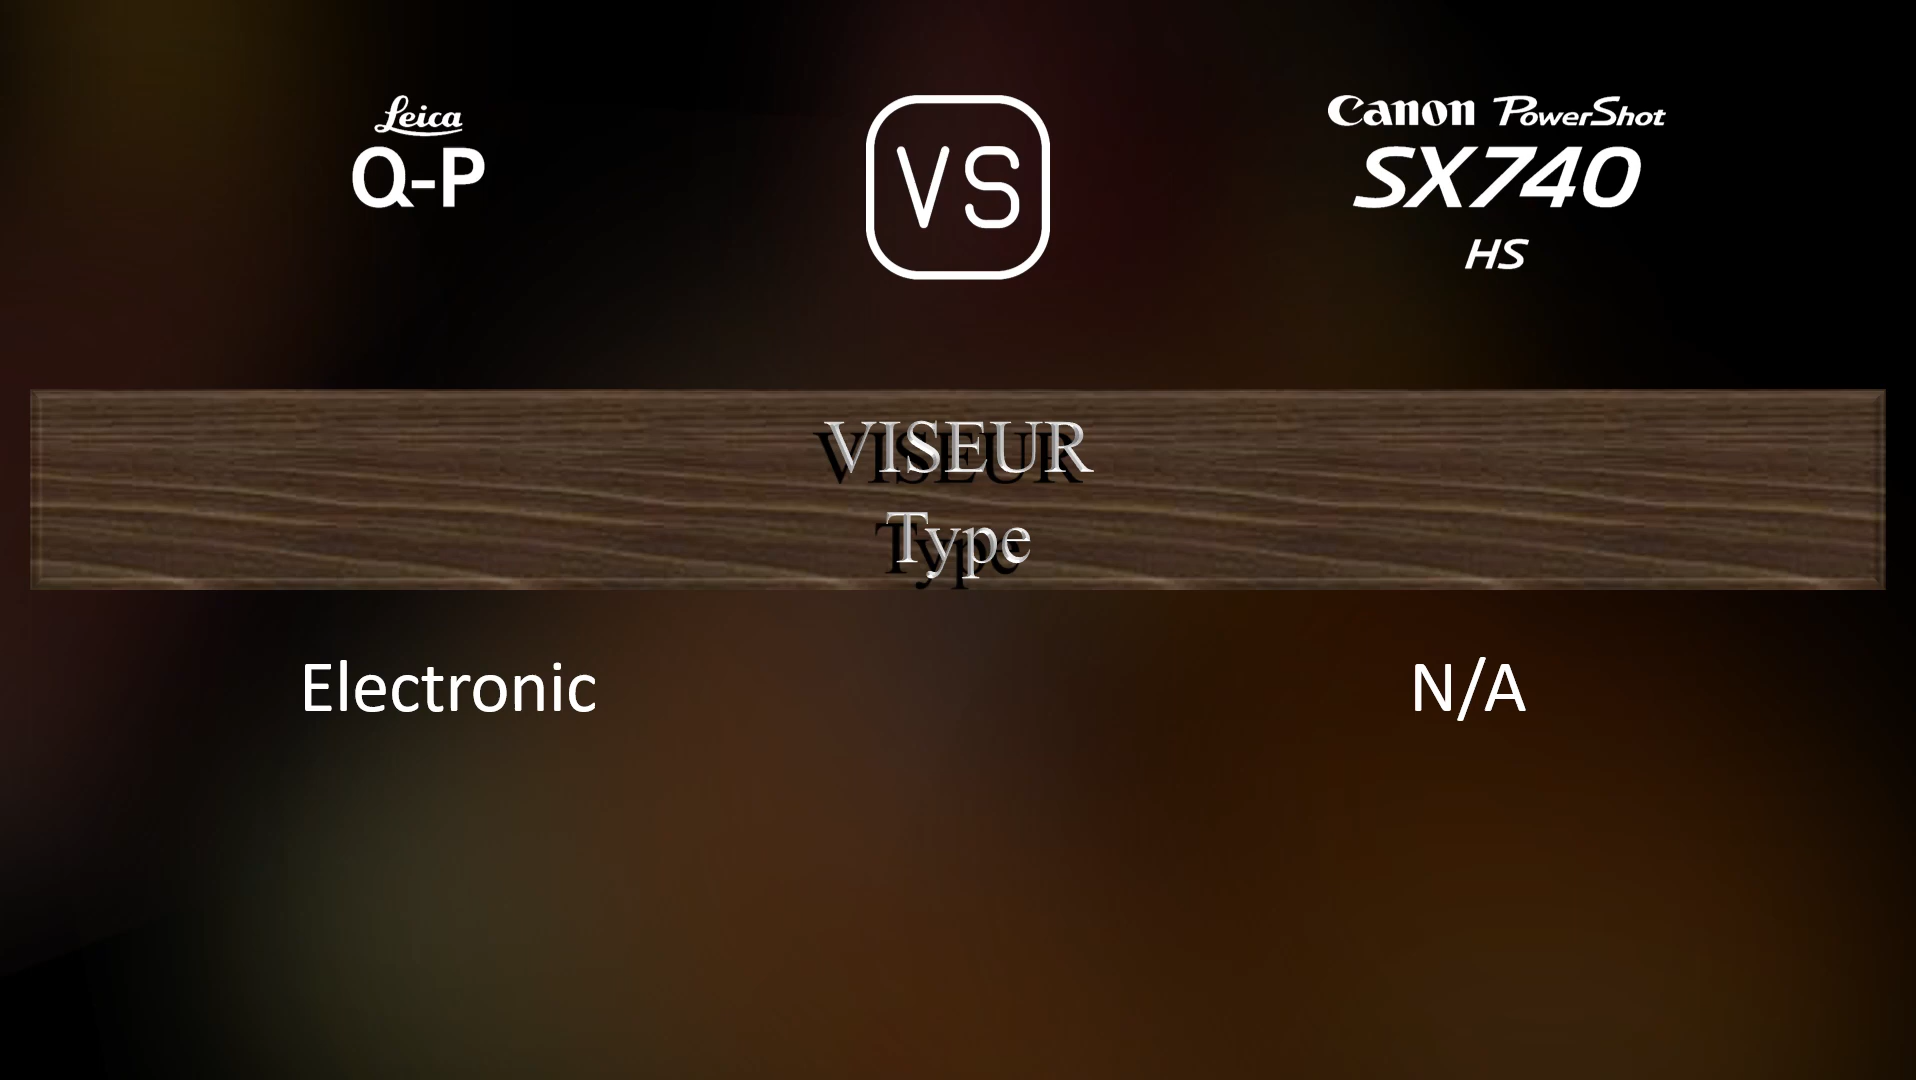 Leica
Q-P
VS
Canon PowerShot
SX740
HS
VISEUR
Type
Electronic
N/A